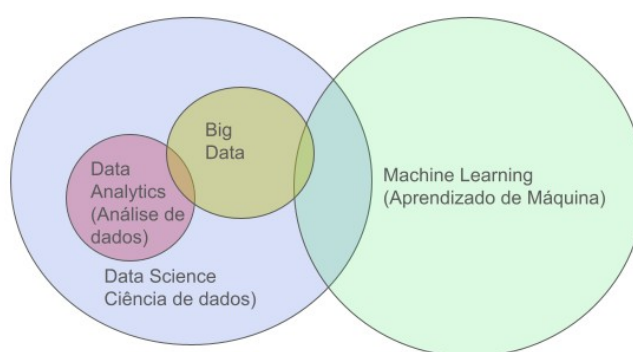 Big
Data
Data
Analytics
(Análise de
dados)
Machine Learning
(Aprendizado de Máquina)
Data Science
Ciência de dados)